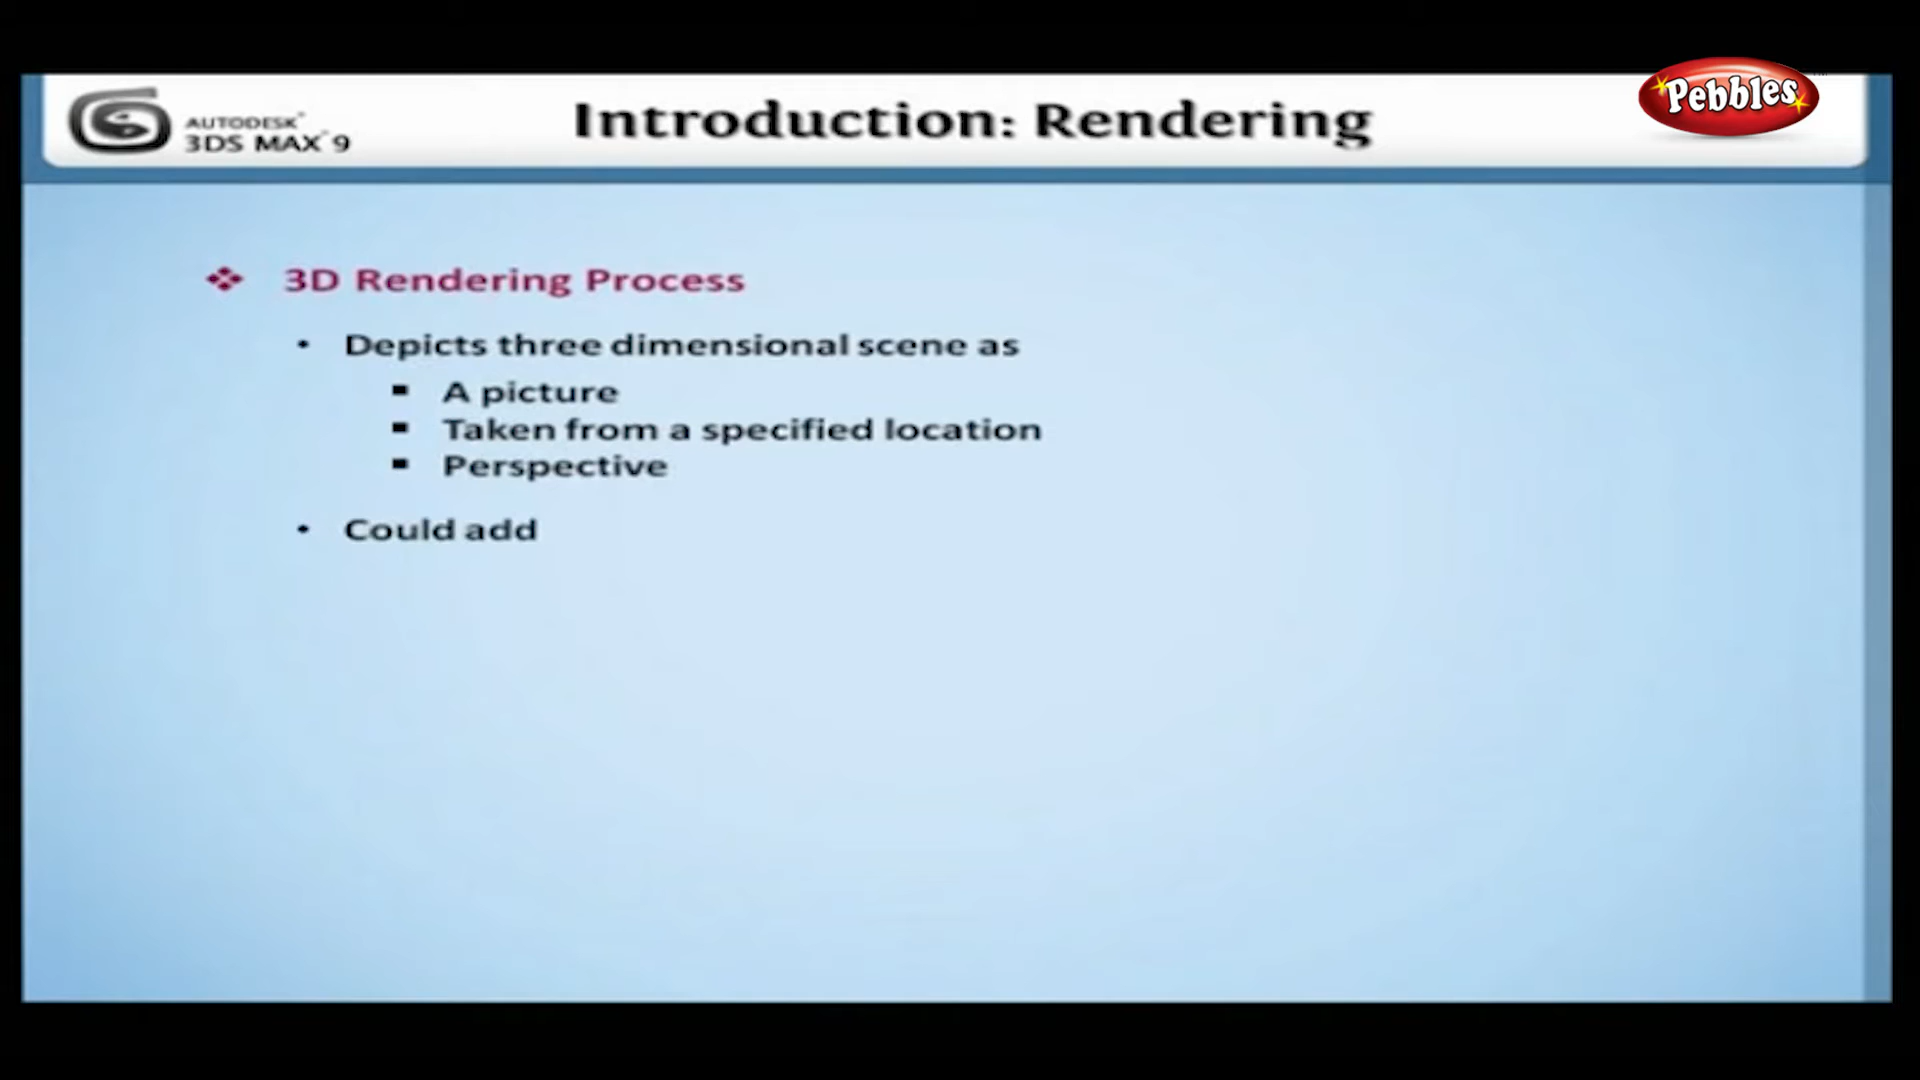 AUTODESK
3DS MAX 9
Introduction: Rendering
Pebbles
❖ 3D Rendering Process
• Depicts three dimensional scene as
▪ A picture
▪ Taken from a specified location
▪ Perspective
• Could add